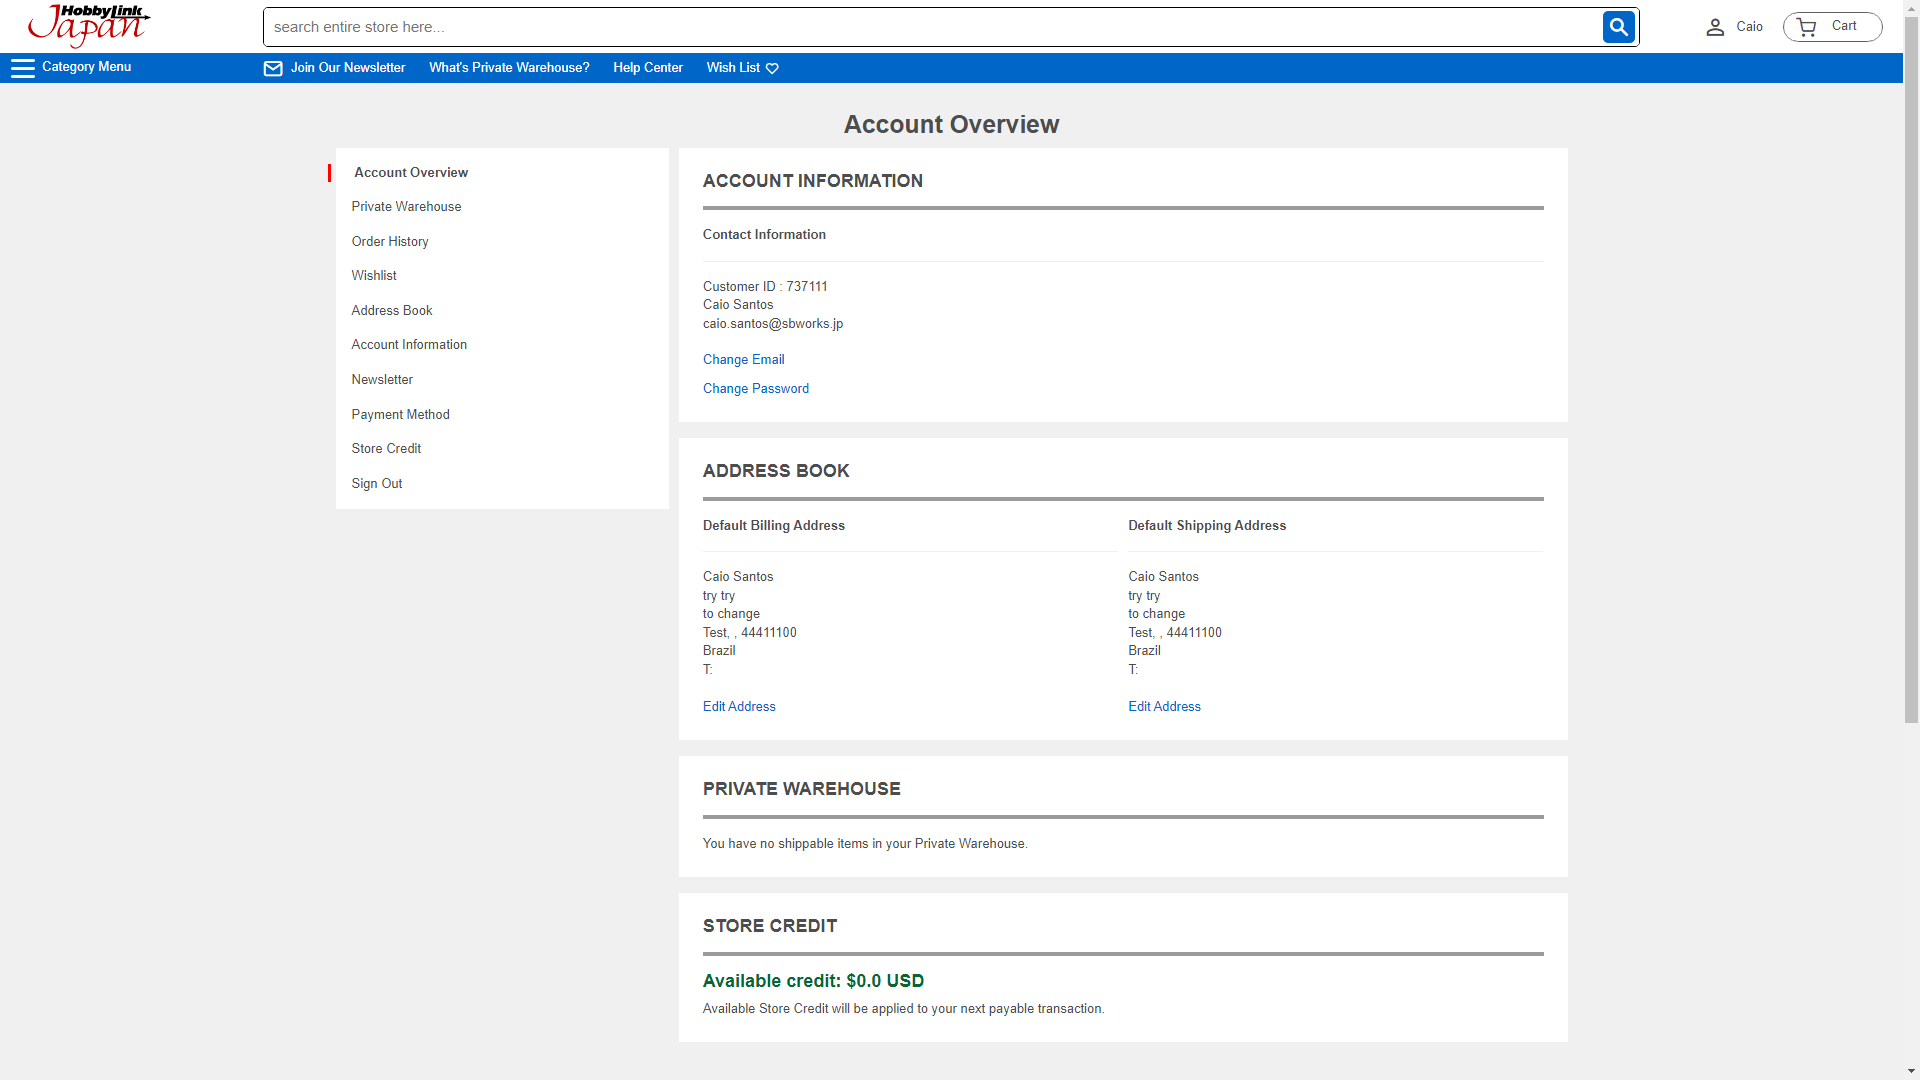 HobbyLink
Japan
search entire store here...
Caio
Cart
Category Menu
Join Our Newsletter
What's Private Warehouse?
Help Center
Wish List
Account Overview
Account Overview
Private Warehouse
Order History
Wishlist
Address Book
Account Information
Newsletter
Payment Method
Store Credit
Sign Out
ACCOUNT INFORMATION
Contact Information
Customer ID : 737111
Caio Santos
caio.santos@sbworks.jp
Change Email
Change Password
ADDRESS BOOK
Default Billing Address
Caio Santos
try try
to change
Test, , 44411100
Brazil
T:
Edit Address
Default Shipping Address
Caio Santos
try try
to change
Test, , 44411100
Brazil
T:
Edit Address
PRIVATE WAREHOUSE
You have no shippable items in your Private Warehouse.
STORE CREDIT
Available credit: $0.0 USD
Available Store Credit will be applied to your next payable transaction.